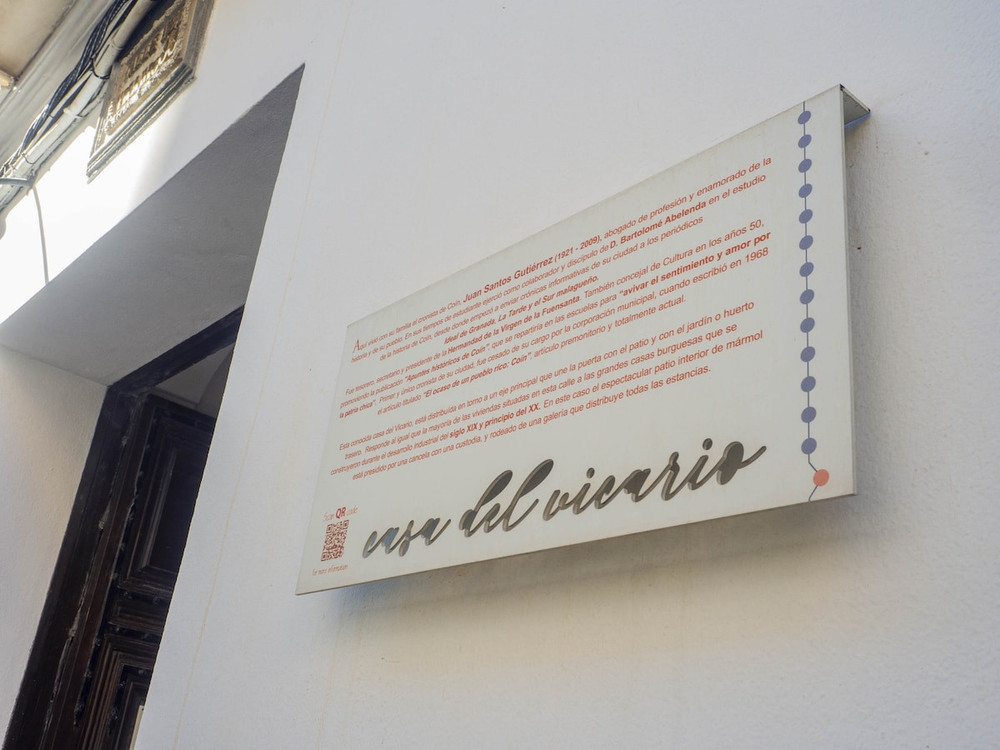 Aquí vivió con su familia el cronista de Coín, Juan Santos Gutiérrez (1921 - 2009), abogado de profesión y enamorado de la
historia y de su pueblo. En sus tiempos de estudiante ejerció como colaborador y discípulo de D. Bartolomé Abelenda en el estudio
de la historia de Coín, desde donde empezó a enviar crónicas informativas de su ciudad a los periódicos
Ideal de Granada, La Tarde y el Sur malagueño.
Fue tesorero, secretario y presidente de la Hermandad de la Virgen de la Fuensanta. También concejal de Cultura en los años 50,
promoviendo la publicación "Apuntes históricos de Coín", que se repartiría en las escuelas para "avivar el sentimiento y amor por
la patria chica". Primer y único cronista de su ciudad, fue cesado de su cargo por la corporación municipal, cuando escribió en 1968
el artículo titulado "El ocaso de un pueblo rico: Coín" artículo premonitorio y totalmente actual.
Esta conocida casa del Vicario, está distribuida en torno a un eje principal que une la puerta con el patio y con el jardín o huerto
trasero. Responde al igual que la mayoría de las viviendas situadas en esta calle a las grandes casas burguesas que se
construyeron durante el desarrollo industrial del siglo XIX y principio del XX. En este caso el espectacular patio interior de mármol
está presidido por una cancela con una custodia, y rodeado de una galería que distribuye todas las estancias.
Scan QR code
for more information
casa del vicario